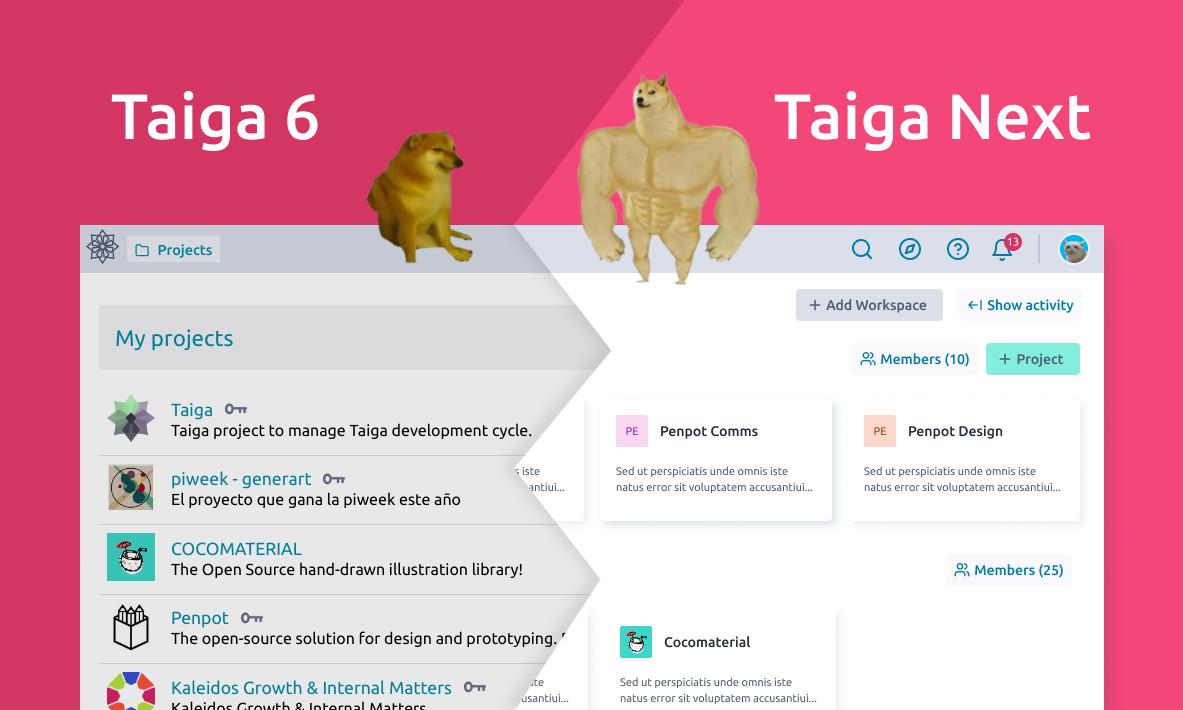 Taiga 6
Taiga Next
Projects
13
+ Add Workspace
Show activity
My projects
Members (10)
+ Project
Taiga
Taiga project to manage Taiga development cycle.
piweek - generart
El proyecto que gana la piweek este año
COCOMATERIAL
The Open Source hand-drawn illustration library!
Penpot
The open-source solution for design and prototyping.
Kaleidos Growth & Internal Matters
Kaleidos Growth & Internal Matters
iste
PE
Penpot Comms
Sed ut perspiciatis unde omnis iste
natus error sit voluptatem accusantiui...
PE
Penpot Design
Sed ut perspiciatis unde omnis iste
natus error sit voluptatem accusantiui...
Members (25)
Cocomaterial
Sed ut perspiciatis unde omnis iste
natus error sit voluptatem accusantiui...